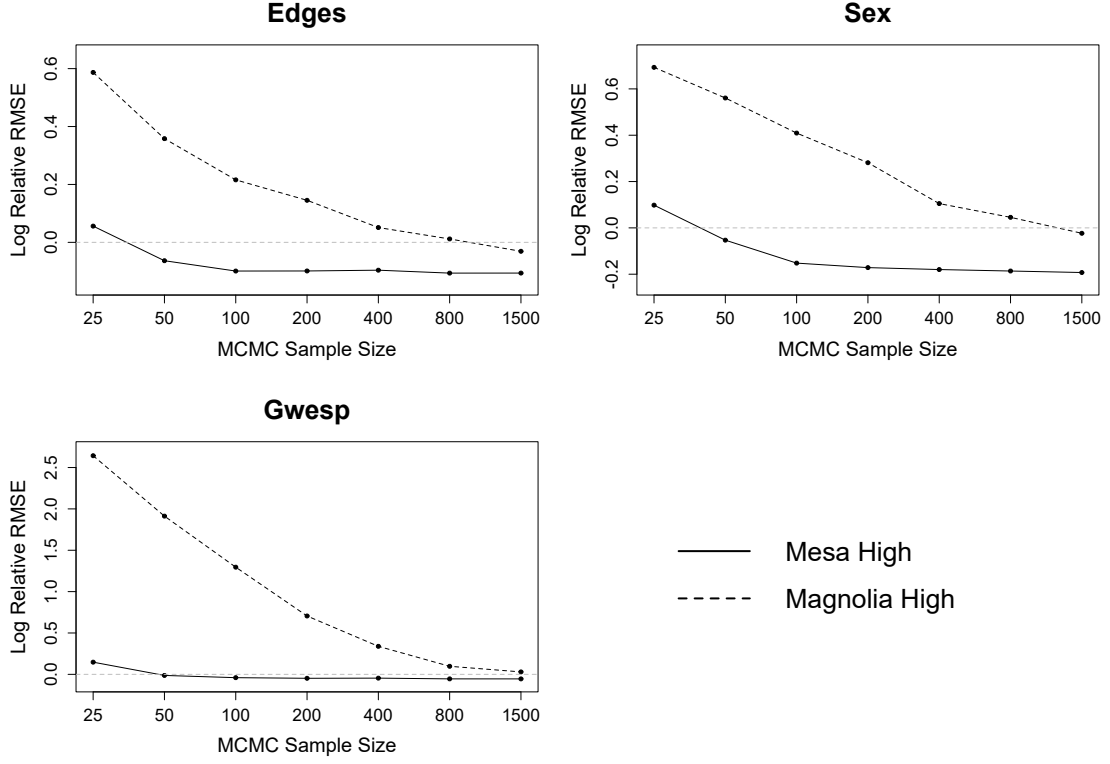 Edges
Log Relative RMSE
0.6
0.4
0.2
0.0
25 50 100 200 400 800 1500
MCMC Sample Size
Sex
Log Relative RMSE
0.6
0.4
0.2
0.0
-0.2
25 50 100 200 400 800 1500
MCMC Sample Size
Gwesp
Log Relative RMSE
2.5
2.0
1.5
1.0
0.5
0.0
25 50 100 200 400 800 1500
MCMC Sample Size
Mesa High
Magnolia High